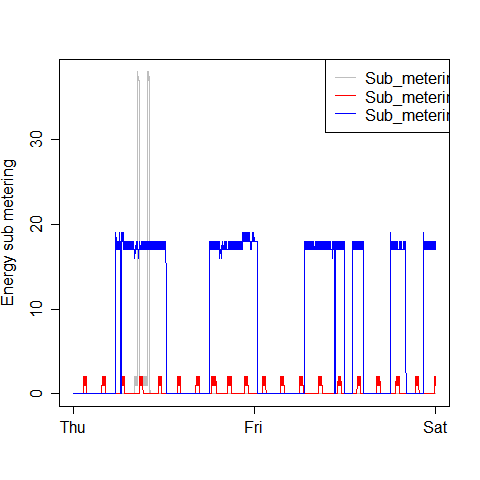 Sub_meterin
Sub_meterin
Sub_meterin
Energy sub metering
30
20
10
0
Thu Fri Sat